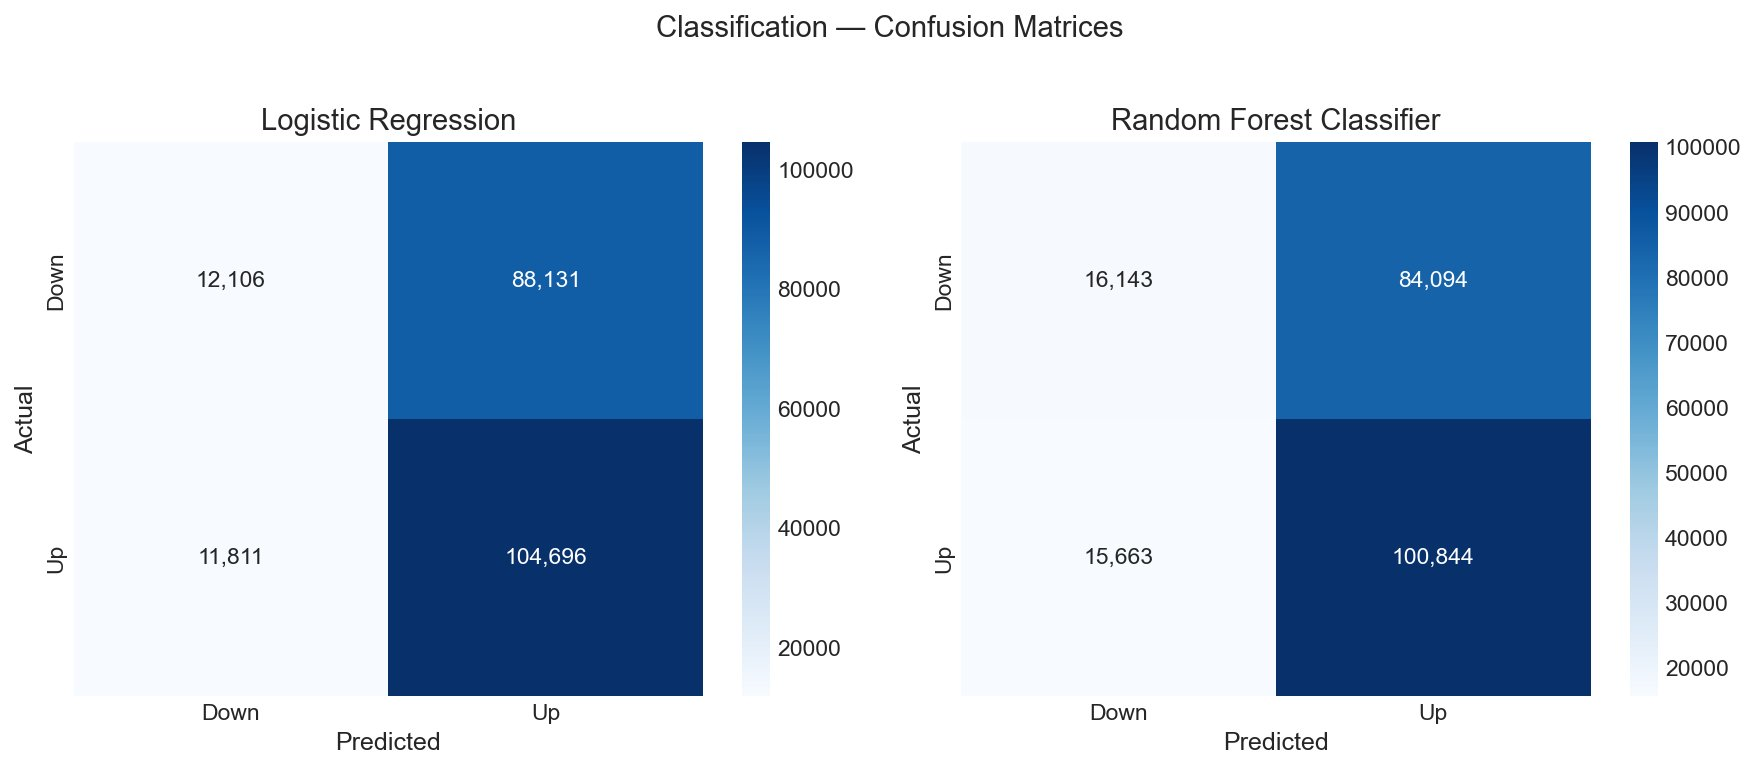 Classification — Confusion Matrices
Logistic Regression
Actual
Down
Up
12,106
88,131
11,811
104,696
Down
Up
Predicted
100000
80000
60000
40000
20000
Random Forest Classifier
Actual
Down
Up
16,143
84,094
15,663
100,844
Down
Up
Predicted
100000
90000
80000
70000
60000
50000
40000
30000
20000